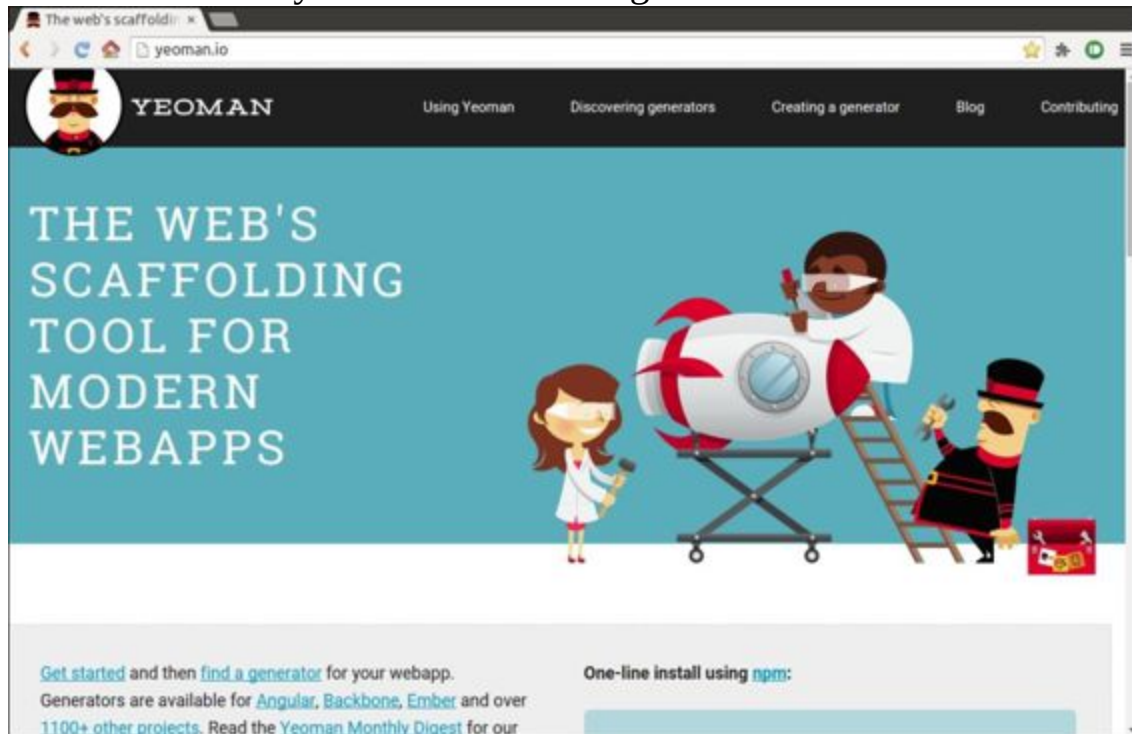 The web's scaffoldin
yeoman.io
YEOMAN
Using Yeoman
Discovering generators
Creating a generator
Blog
Contributing
THE WEB'S
SCAFFOLDING
TOOL FOR
MODERN
WEBAPPS
Get started and then find a generator for your webapp.
Generators are available for Angular, Backbone, Ember and over
1100+ other projects. Read the Yeoman Monthly Digest for our
One-line install using npm: